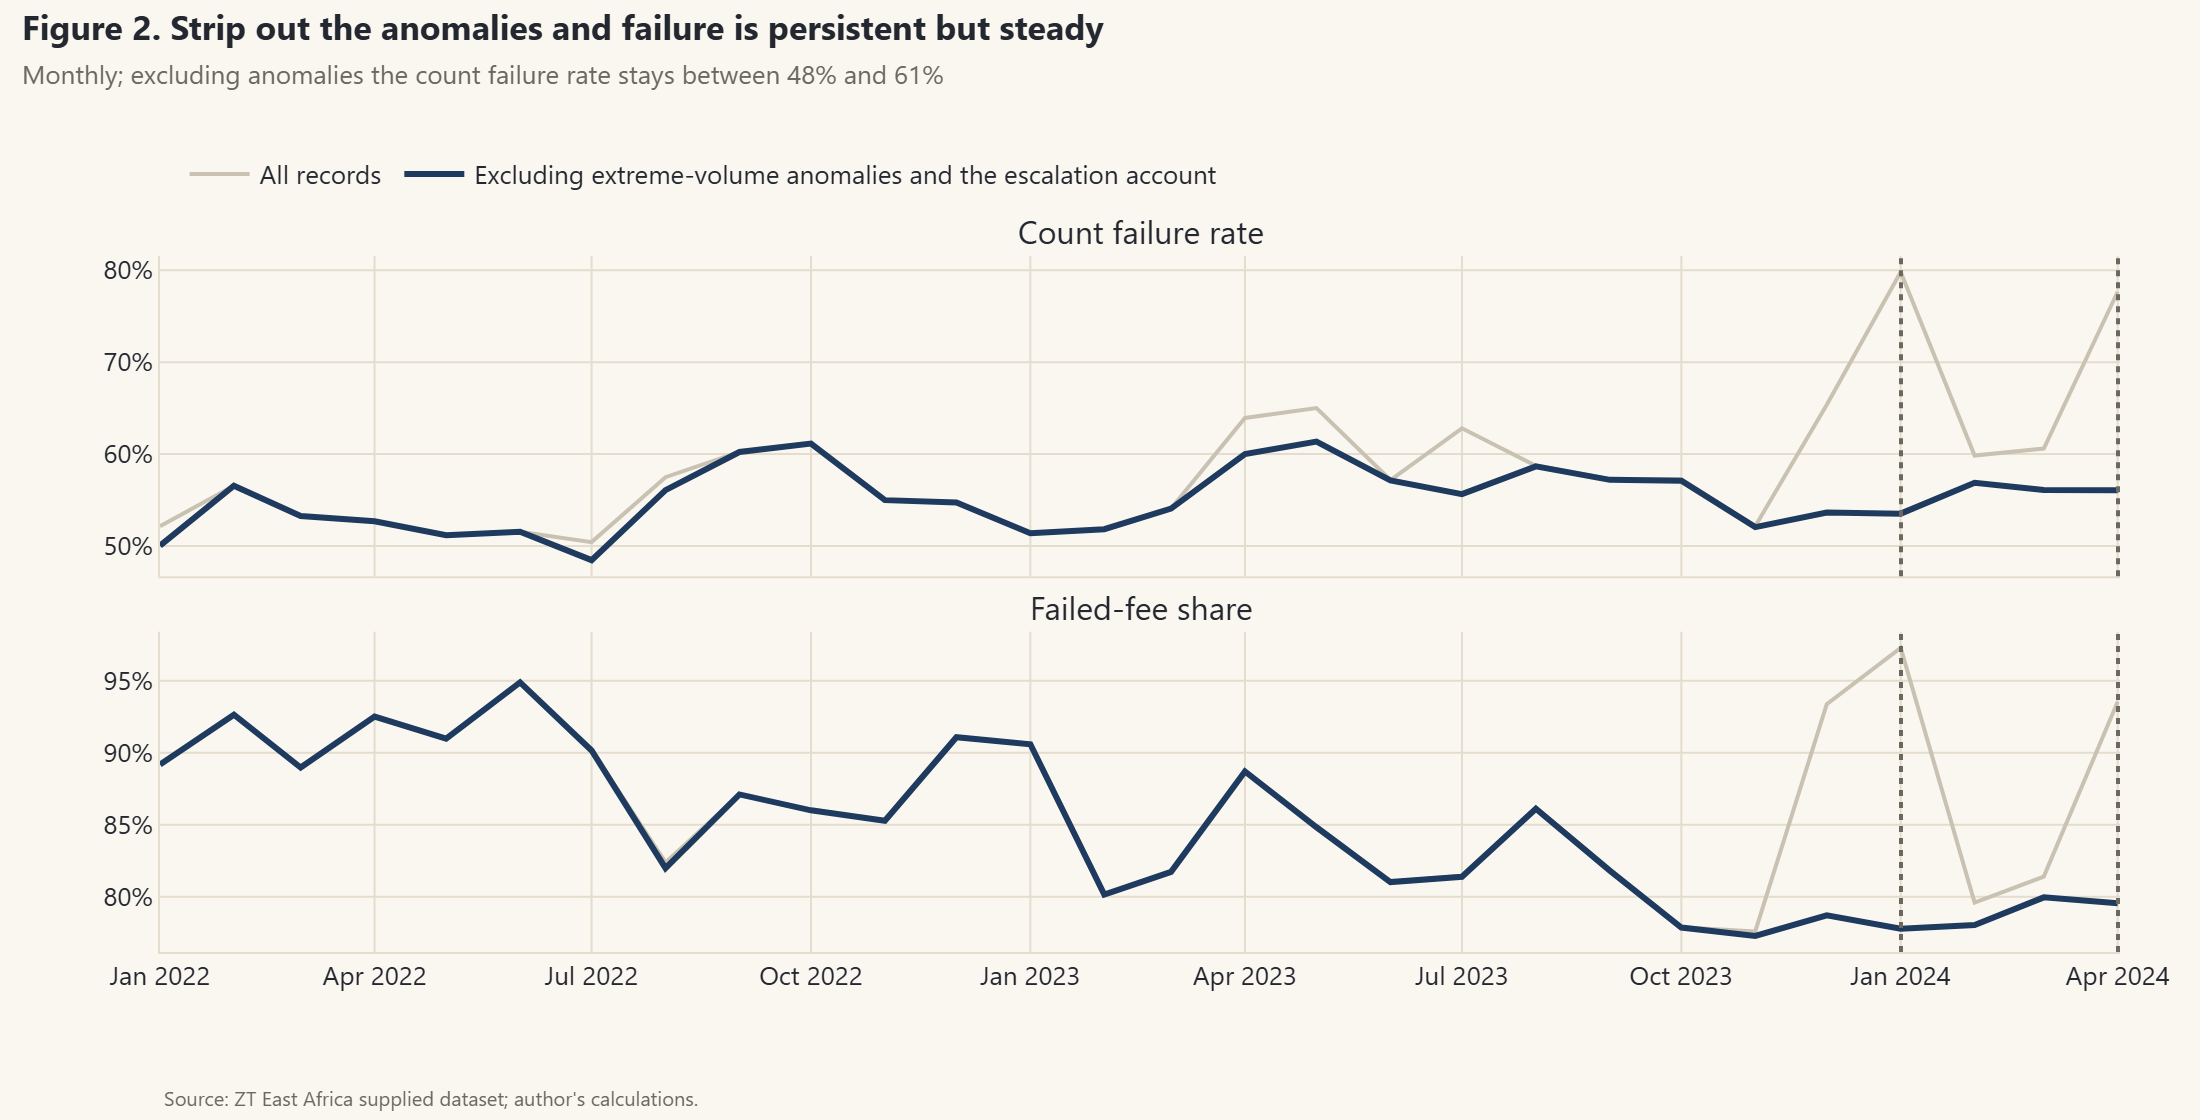 Figure 2. Strip out the anomalies and failure is persistent but steady
Monthly; excluding anomalies the count failure rate stays between 48% and 61%
All records
Excluding extreme-volume anomalies and the escalation account
Count failure rate
80%
70%
60%
50%
Failed-fee share
95%
90%
85%
80%
Jan 2022
Apr 2022
Jul 2022
Oct 2022
Jan 2023
Apr 2023
Jul 2023
Oct 2023
Jan 2024
Apr 2024
Source: ZT East Africa supplied dataset; author's calculations.